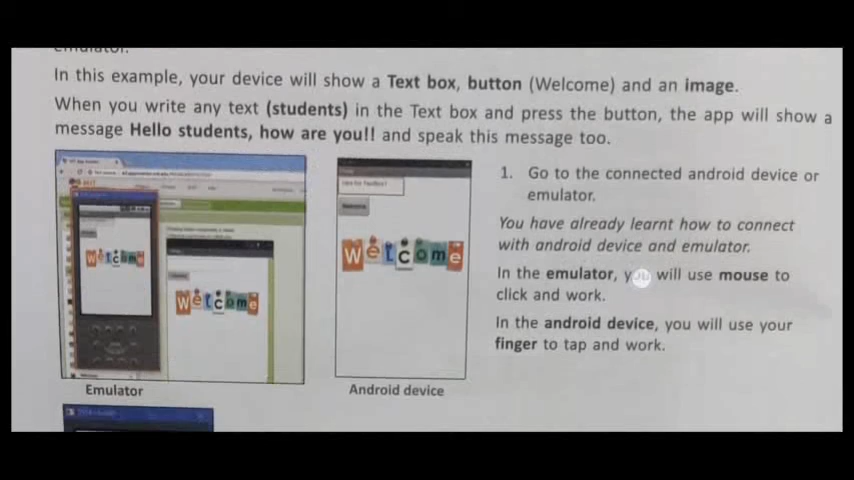 emulator.
In this example, your device will show a Text box, button (Welcome) and an image.
When you write any text (students) in the Text box and press the button, the app will show a
message Hello students, how are you!! and speak this message too.
1. Go to the connected android device or
emulator.
You have already learnt how to connect
with android device and emulator.
In the emulator, you will use mouse to
click and work.
In the android device, you will use your
finger to tap and work.
Welcome
Welcome
Welcome
Emulator
Android device